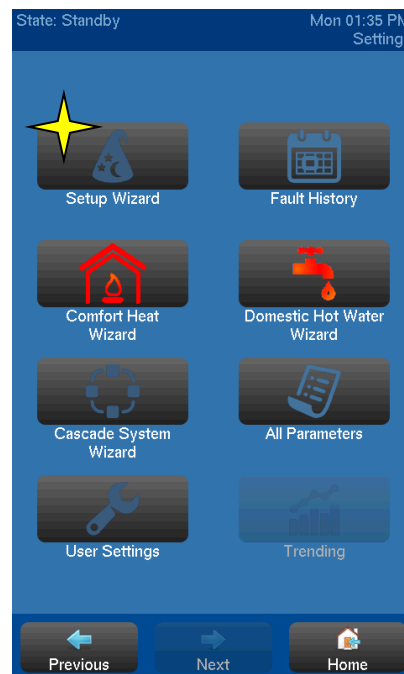 State: Standby
Mon 01:35 PM
Setting
Setup Wizard
Fault History
Comfort Heat
Wizard
Domestic Hot Water
Wizard
Cascade System
Wizard
All Parameters
User Settings
Trending
Previous
Next
Home